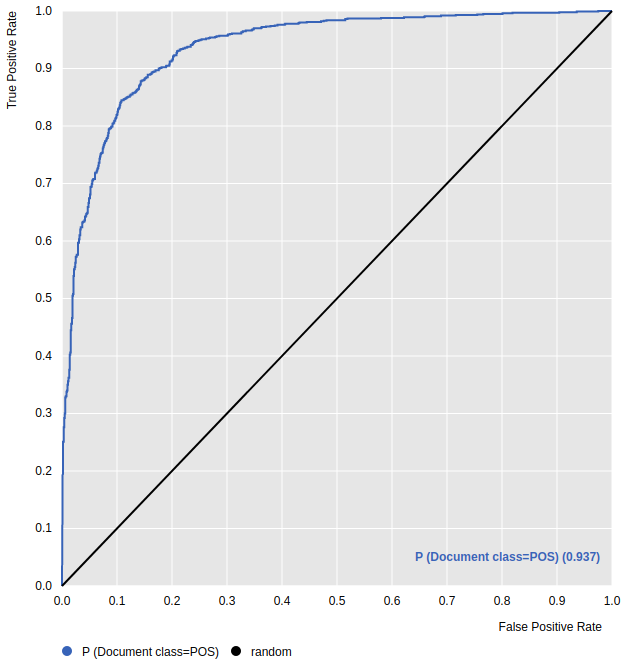 True Positive Rate
1.0
0.9
0.8
0.7
0.6
0.5
0.4
0.3
0.2
0.1
0.0
P (Document class=POS) (0.937)
0.0 0.1 0.2 0.3 0.4 0.5 0.6 0.7 0.8 0.9 1.0
False Positive Rate
P (Document class=POS) random